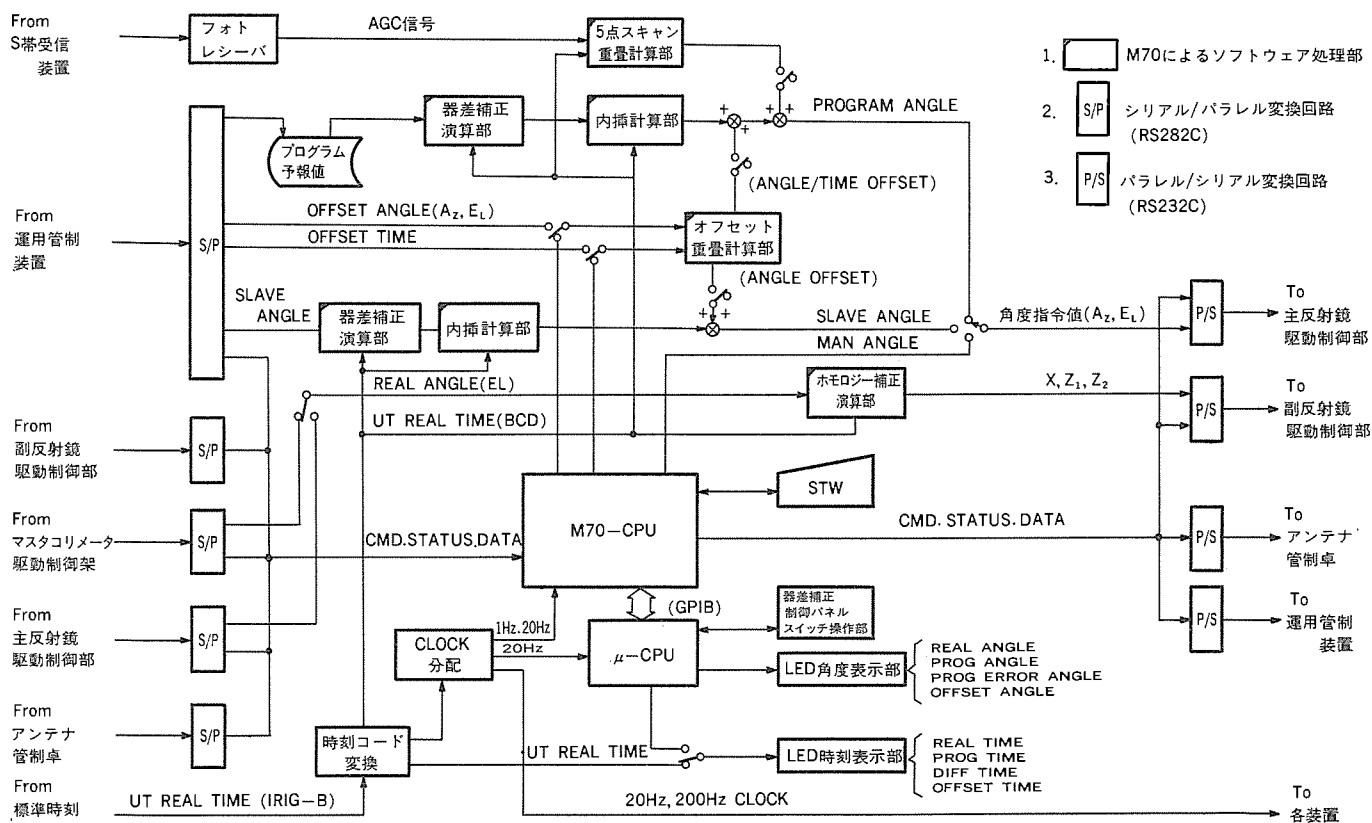 From
S帯受信
装置
フォト
レシーバ
AGC信号
5点スキャン
重畳計算部
1.
M70によるソフトウェア処理部
2.
S/P
シリアル/パラレル変換回路
(RS282C)
3.
P/S
パラレル/シリアル変換回路
(RS232C)
From
運用管制
装置
S/P
プログラム
予報値
器差補正
演算部
内挿計算部
+
+
+
+
PROGRAM ANGLE
(ANGLE/TIME OFFSET)
OFFSET ANGLE(AZ, EL)
OFFSET TIME
オフセット
重畳計算部
(ANGLE OFFSET)
SLAVE
ANGLE
器差補正
演算部
内挿計算部
+
+
SLAVE ANGLE
MAN ANGLE
角度指令値(AZ, EL)
P/S
To
主反射鏡
駆動制御部
REAL ANGLE(EL)
ホモロジー補正
演算部
X, Z1, Z2
P/S
To
副反射鏡
駆動制御部
UT REAL TIME(BCD)
From
副反射鏡
駆動制御部
S/P
From
マスタコリメータ
駆動制御架
S/P
CMD.STATUS.DATA
M70-CPU
STW
CMD. STATUS. DATA
P/S
To
アンテナ
管制卓
From
主反射鏡
駆動制御部
S/P
CLOCK
分配
1Hz.20Hz
20Hz
(GPIB)
μ-CPU
器差補正
制御パネル
スイッチ操作部
P/S
To
運用管制
装置
LED角度表示部
REAL ANGLE
PROG ANGLE
PROG ERROR ANGLE
OFFSET ANGLE
From
アンテナ
管制卓
S/P
時刻コード
変換
UT REAL TIME
LED時刻表示部
REAL TIME
PROG TIME
DIFF TIME
OFFSET TIME
From
標準時刻
UT REAL TIME (IRIG-B)
20Hz, 200Hz CLOCK
To
各装置